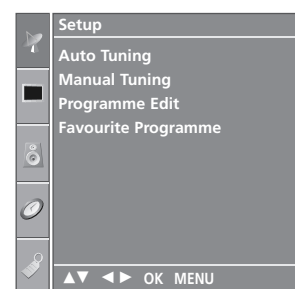 Setup
Auto Tuning
Manual Tuning
Programme Edit
Favourite Programme
▲▼ ◄► OK MENU